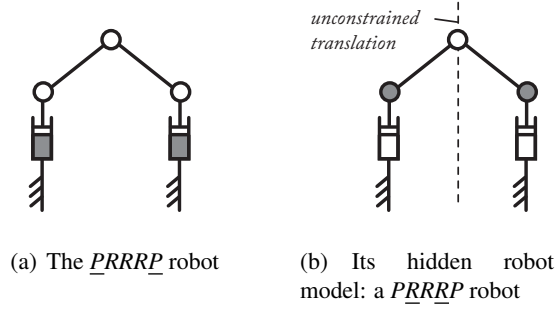 unconstrained
translation
(a) The PRRRP robot
(b) Its hidden robot
model: a PRRRP robot